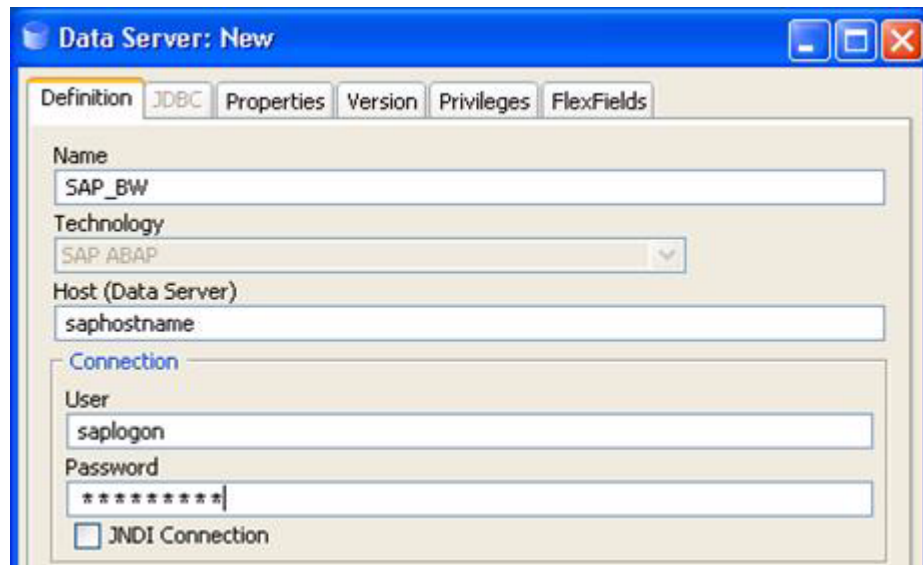 Data Server: New
Definition JDBC Properties Version Privileges FlexFields
Name
SAP_BW
Technology
SAP ABAP
Host (Data Server)
saphostname
Connection
User
saplogon
Password
*********
JNDI Connection